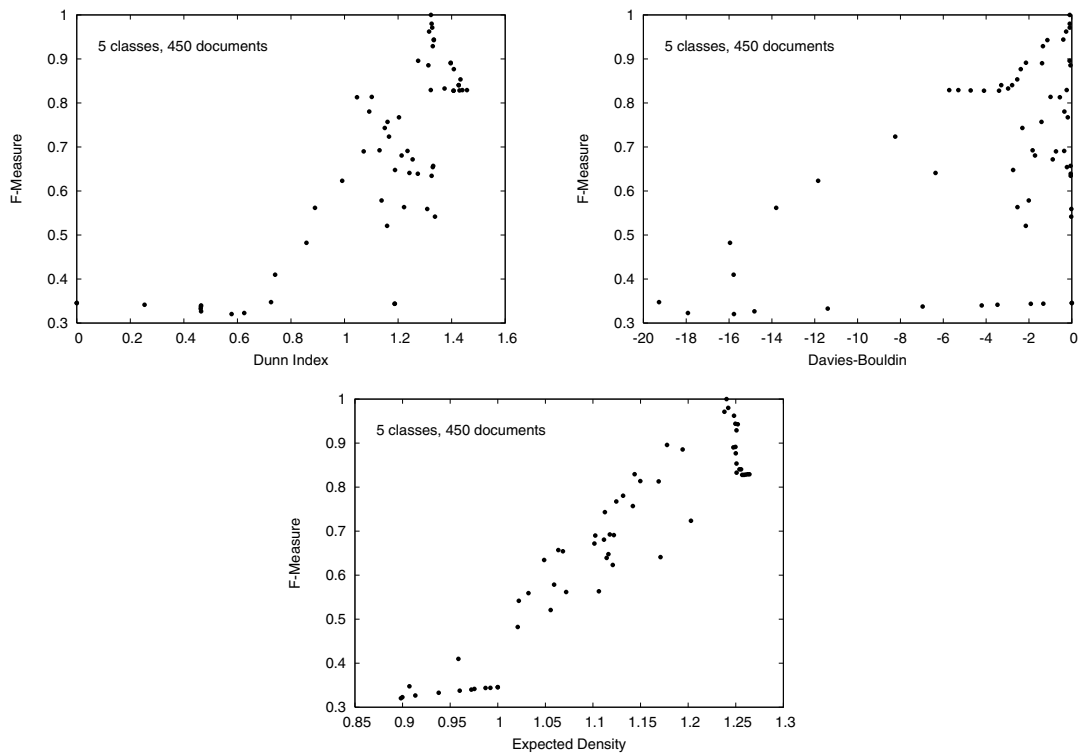 5 classes, 450 documents
F-Measure
1
0.9
0.8
0.7
0.6
0.5
0.4
0.3
0 0.2 0.4 0.6 0.8 1 1.2 1.4 1.6
Dunn Index
5 classes, 450 documents
F-Measure
1
0.9
0.8
0.7
0.6
0.5
0.4
0.3
-20 -18 -16 -14 -12 -10 -8 -6 -4 -2 0
Davies-Bouldin
5 classes, 450 documents
F-Measure
1
0.9
0.8
0.7
0.6
0.5
0.4
0.3
0.85 0.9 0.95 1 1.05 1.1 1.15 1.2 1.25 1.3
Expected Density